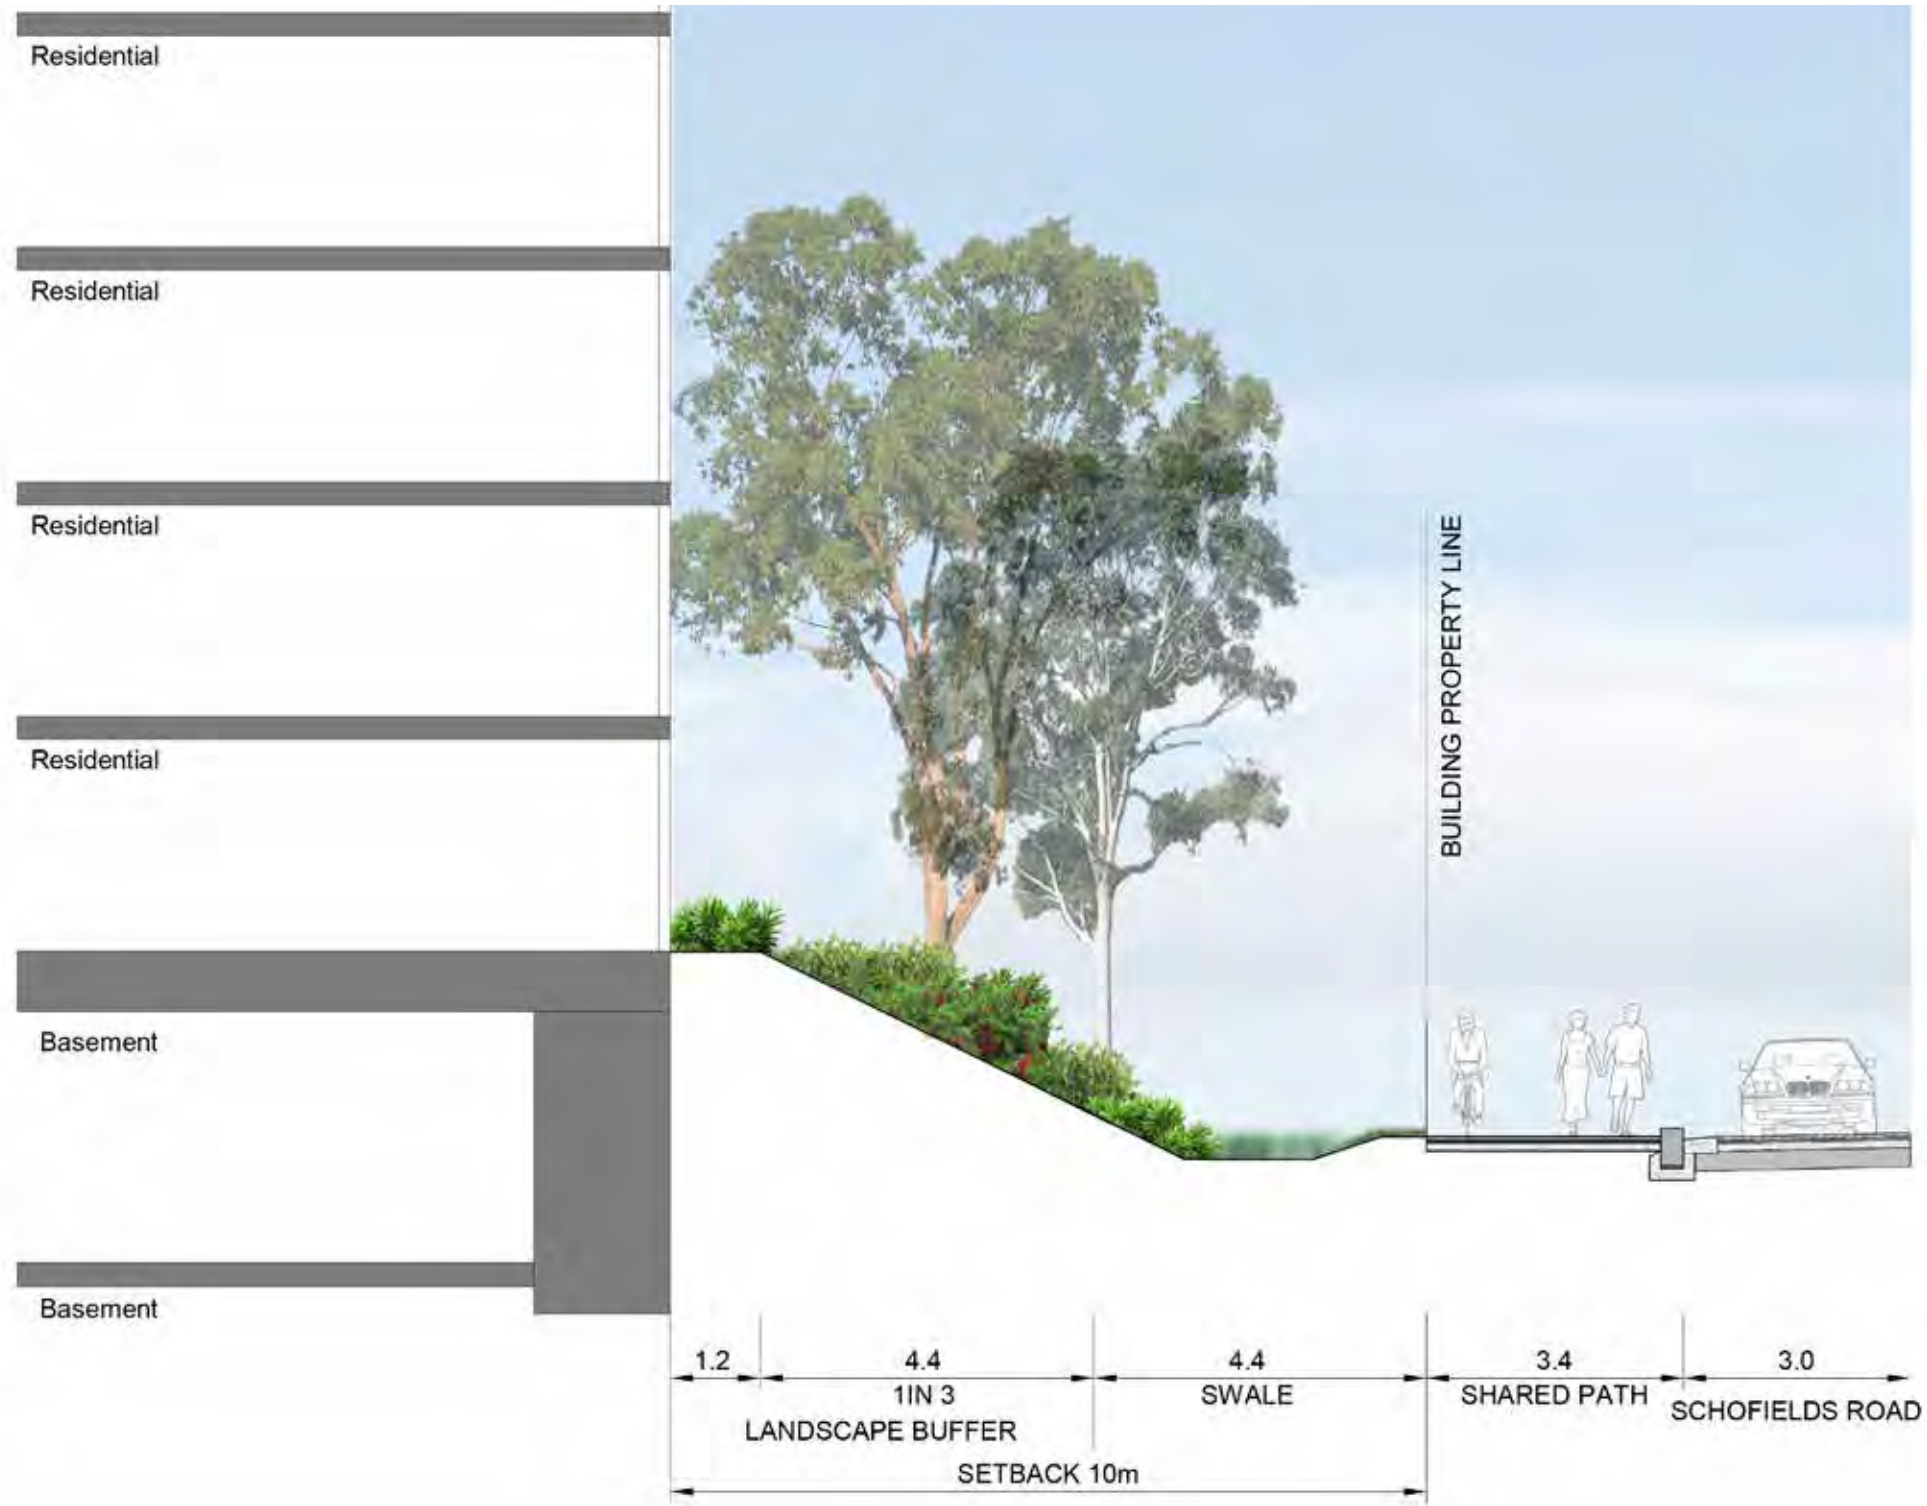 Residential
Residential
Residential
Residential
BUILDING PROPERTY LINE
Basement
Basement
1.2
4.4
4.4
3.4
3.0
1IN 3
SWALE
SHARED PATH
SCHOFIELDS ROAD
LANDSCAPE BUFFER
SETBACK 10m